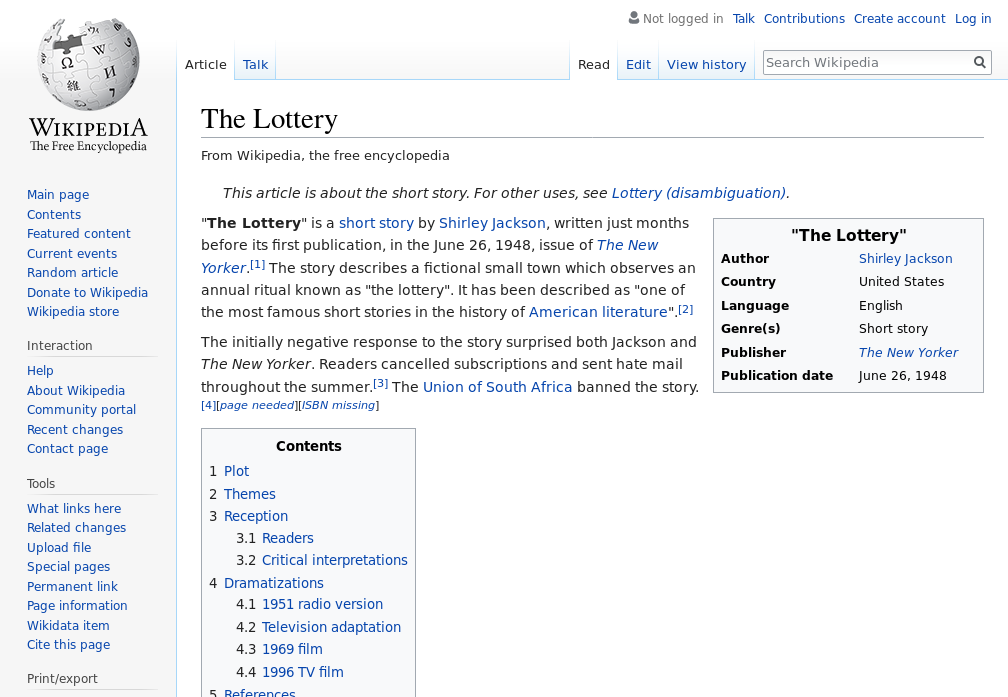 Not logged in Talk Contributions Create account Log in
Article Talk Read Edit View history Search Wikipedia
WIKIPEDIA
The Free Encyclopedia
Main page
Contents
Featured content
Current events
Random article
Donate to Wikipedia
Wikipedia store
Interaction
Help
About Wikipedia
Community portal
Recent changes
Contact page
Tools
What links here
Related changes
Upload file
Special pages
Permanent link
Page information
Wikidata item
Cite this page
Print/export
The Lottery
From Wikipedia, the free encyclopedia
This article is about the short story. For other uses, see Lottery (disambiguation).
"The Lottery" is a short story by Shirley Jackson, written just months
before its first publication, in the June 26, 1948, issue of The New
Yorker.[1] The story describes a fictional small town which observes an
annual ritual known as "the lottery". It has been described as "one of
the most famous short stories in the history of American literature".[2]
The initially negative response to the story surprised both Jackson and
The New Yorker. Readers cancelled subscriptions and sent hate mail
throughout the summer.[3] The Union of South Africa banned the story.
[4][page needed][ISBN missing]
"The Lottery"
Author Shirley Jackson
Country United States
Language English
Genre(s) Short story
Publisher The New Yorker
Publication date June 26, 1948
Contents
1 Plot
2 Themes
3 Reception
3.1 Readers
3.2 Critical interpretations
4 Dramatizations
4.1 1951 radio version
4.2 Television adaptation
4.3 1969 film
4.4 1996 TV film
5 References